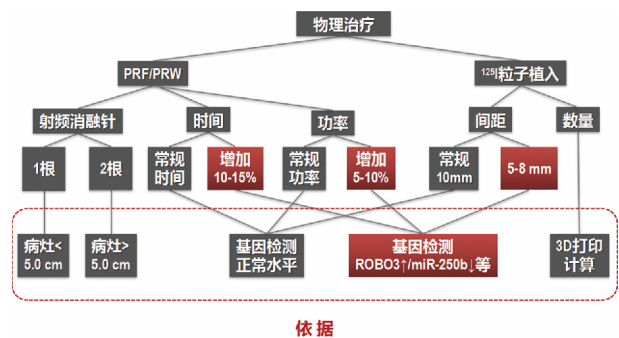 物理治疗
PRF/PRW
125I粒子植入
射频消融针
时间
功率
间距
数量
1根
2根
常规
时间
增加
10-15%
常规
功率
增加
5-10%
常规
10mm
5-8 mm
病灶<
5.0 cm
病灶>
5.0 cm
基因检测
正常水平
基因检测
ROBO3↑/miR-250b↓等
3D打印
计算
依据